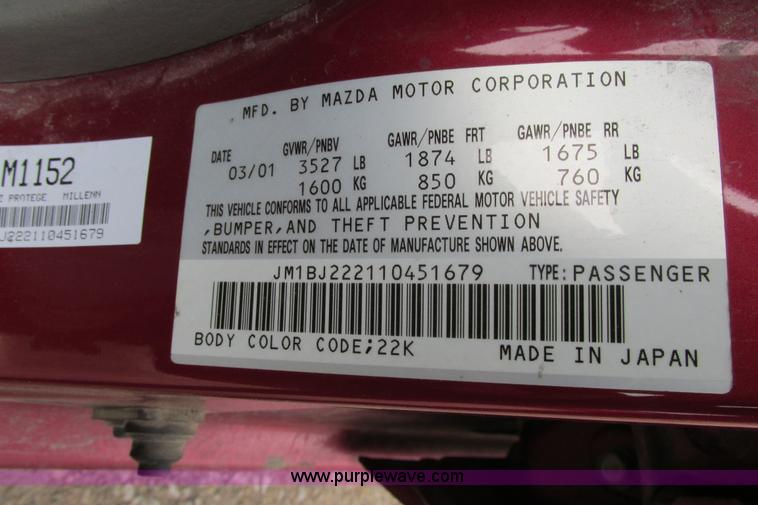 MFD. BY MAZDA MOTOR CORPORATION
DATE GVWR/PNBV GAWR/PNBE FRT GAWR/PNBE RR
03/01 3527 LB 1874 LB 1675 LB
1600 KG 850 KG 760 KG
THIS VEHICLE CONFORMS TO ALL APPLICABLE FEDERAL MOTOR VEHICLE SAFETY
,BUMPER,AND THEFT PREVENTION
STANDARDS IN EFFECT ON THE DATE OF MANUFACTURE SHOWN ABOVE.
JM1BJ222110451679 TYPE:PASSENGER
BODY COLOR CODE;22K MADE IN JAPAN
M1152
PROTEGE MILLENN
J222110451679
www.purplewave.com